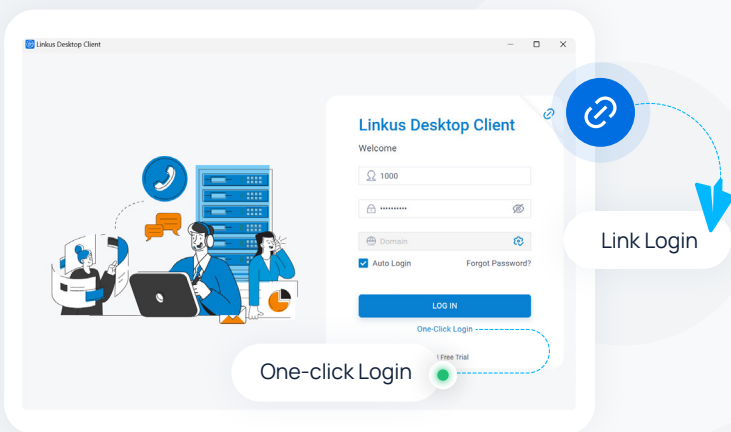 Linkus Desktop Client
Linkus Desktop Client
Welcome
1000
Domain
Auto Login
Forgot Password?
LOG IN
One-Click Login
Free Trial
Link Login
One-click Login